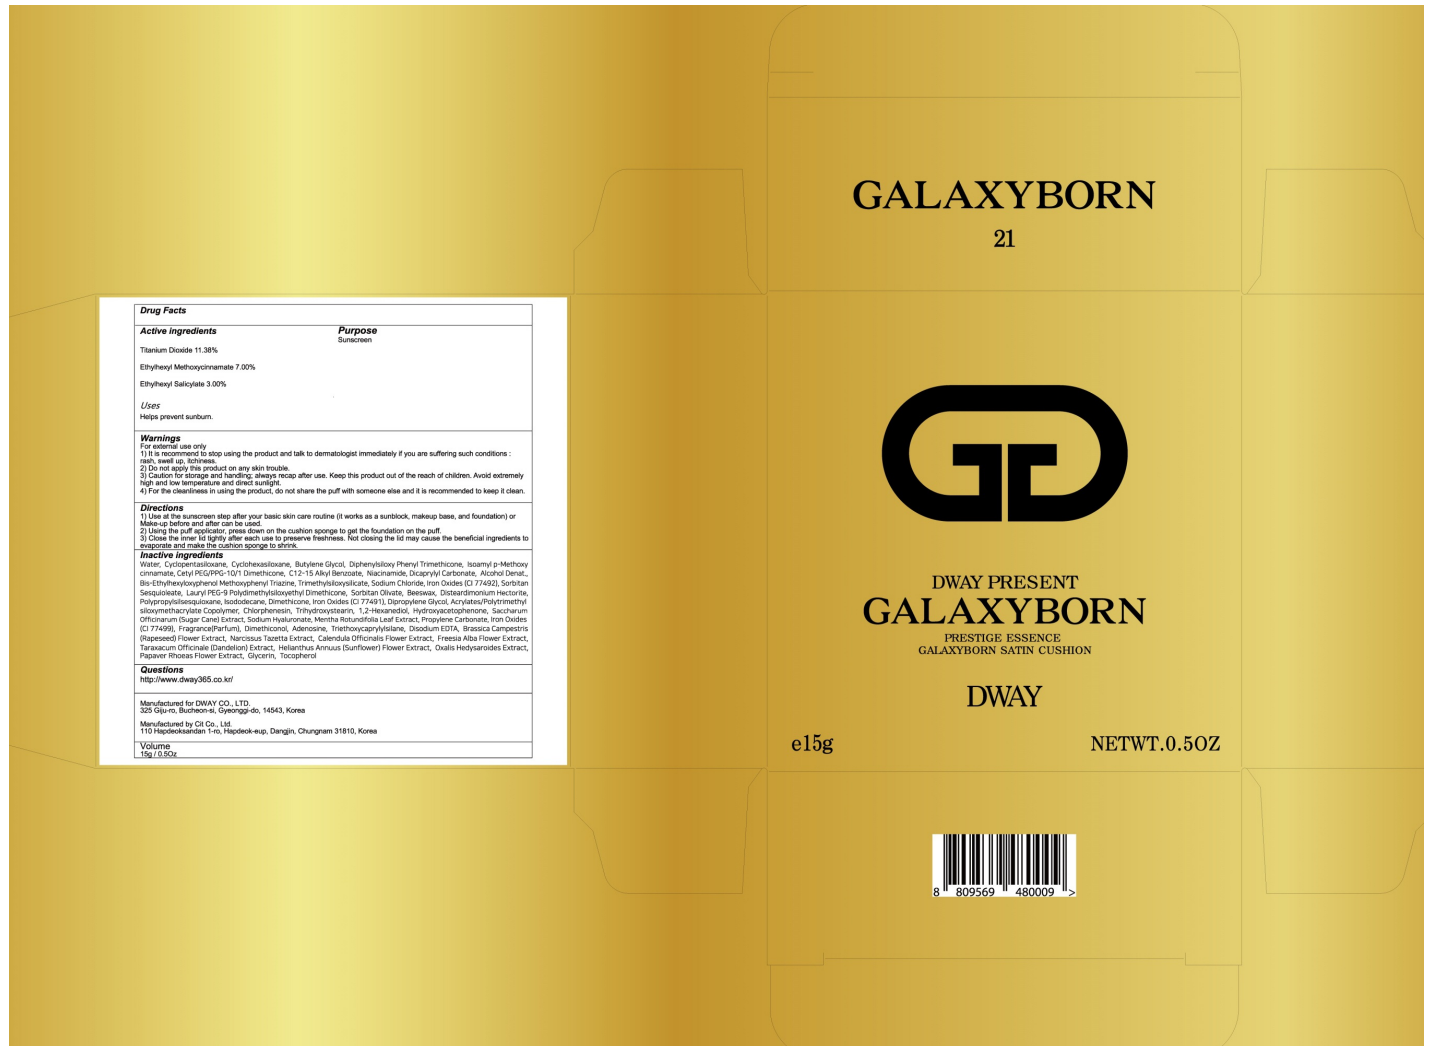 GALAXYBORN
21
Drug Facts
Active ingredients
Purpose
Sunscreen
Titanium Dioxide 11.38%
Ethylhexyl Methoxycinnamate 7.00%
Ethylhexyl Salicylate 3.00%
Uses
Helps prevent sunburn.
Warnings
For external use only
1) It is recommend to stop using the product and talk to dermatologist immediately if you are suffering such conditions :
rash, swell up, itchiness.
2) Do not apply this product on any skin trouble.
3) Caution for storage and handling; always recap after use. Keep this product out of the reach of children. Avoid extremely
high and low temperature and direct sunlight.
4) For the cleanliness in using the product, do not share the puff with someone else and it is recommended to keep it clean.
Directions
1) Use at the sunscreen step after your basic skin care routine (it works as a sunblock, makeup base, and foundation) or
Make-up before and after can be used.
2) Using the puff applicator, press down on the cushion sponge to get the foundation on the puff.
3) Close the inner lid tightly after each use to preserve freshness. Not closing the lid may cause the beneficial ingredients to
evaporate and make the cushion sponge to shrink.
Inactive ingredients
Water, Cyclopentasiloxane, Cyclohexasiloxane, Butylene Glycol, Diphenylsiloxy Phenyl Trimethicone, Isoamyl p-Methoxy
cinnamate, Cetyl PEG/PPG-10/1 Dimethicone, C12-15 Alkyl Benzoate, Niacinamide, Dicaprylyl Carbonate, Alcohol Denat.,
Bis-Ethylhexyloxyphenol Methoxyphenyl Triazine, Trimethylsiloxysilicate, Sodium Chloride, Iron Oxides (CI 77492), Sorbitan
Sesquioleate, Lauryl PEG-9 Polydimethylsiloxyethyl Dimethicone, Sorbitan Olivate, Beeswax, Disteardimonium Hectorite,
Polypropylsilsesquioxane, Isododecane, Dimethicone, Iron Oxides (CI 77491), Dipropylene Glycol, Acrylates/Polytrimethyl
siloxymethacrylate Copolymer, Chlorphenesin, Trihydroxystearin, 1,2-Hexanediol, Hydroxyacetophenone, Saccharum
Officinarum (Sugar Cane) Extract, Sodium Hyaluronate, Mentha Rotundifolia Leaf Extract, Propylene Carbonate, Iron Oxides
(CI 77499), Fragrance(Parfum), Dimethiconol, Adenosine, Triethoxycaprylylsilane, Disodium EDTA, Brassica Campestris
(Rapeseed) Flower Extract, Narcissus Tazetta Extract, Calendula Officinalis Flower Extract, Freesia Alba Flower Extract,
Taraxacum Officinale (Dandelion) Extract, Helianthus Annuus (Sunflower) Flower Extract, Oxalis Hedysaroides Extract,
Papaver Rhoeas Flower Extract, Glycerin, Tocopherol
Questions
http://www.dway365.co.kr/
Manufactured for DWAY CO., LTD.
325 Giju-ro, Bucheon-si, Gyeonggi-do, 14543, Korea
Manufactured by Cit Co., Ltd.
110 Hapdeoksandan 1-ro, Hapdeok-eup, Dangjin, Chungnam 31810, Korea
Volume
15g / 0.5Oz
DWAY PRESENT
GALAXYBORN
PRESTIGE ESSENCE
GALAXYBORN SATIN CUSHION
DWAY
e15g NETWT.0.5OZ
8 809569 480009 >